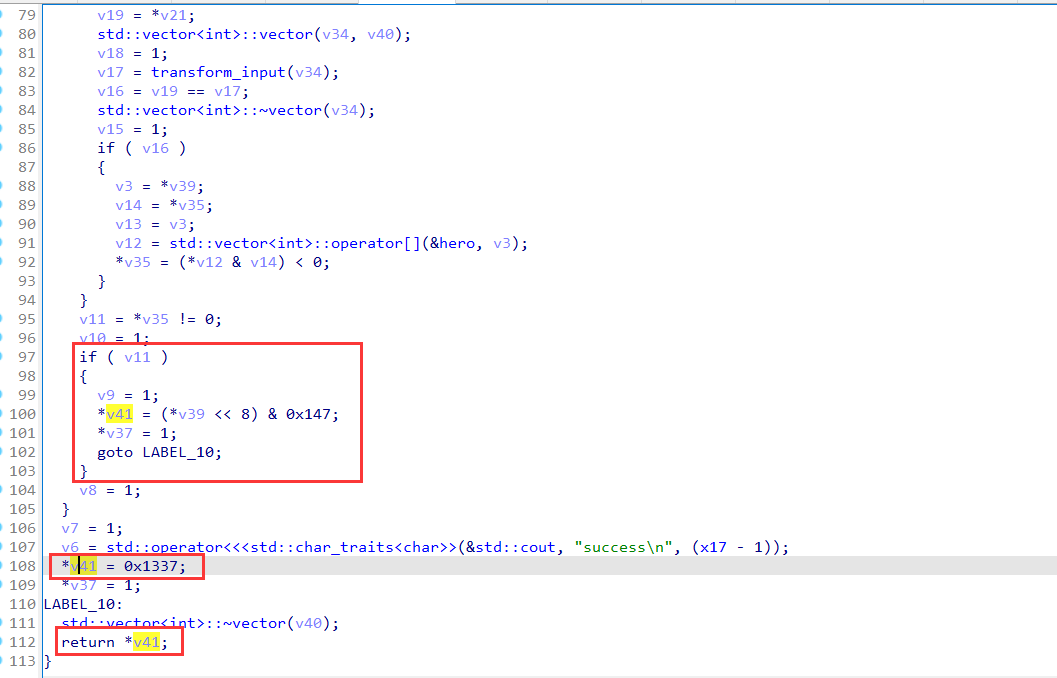 79 v19 = *v21;
80 std::vector<int>::vector(v34, v40);
81 v18 = 1;
82 v17 = transform_input(v34);
83 v16 = v19 == v17;
84 std::vector<int>::~vector(v34);
85 v15 = 1;
86 if ( v16 )
87 {
88 v3 = *v39;
89 v14 = *v35;
90 v13 = v3;
91 v12 = std::vector<int>::operator[](&hero, v3);
92 *v35 = (*v12 & v14) < 0;
93 }
94 }
95 v11 = *v35 != 0;
96 v10 = 1;
97 if ( v11 )
98 {
99 v9 = 1;
100 *v41 = (*v39 << 8) & 0x147;
101 *v37 = 1;
102 goto LABEL_10;
103 }
104 v8 = 1;
105 }
106 v7 = 1;
107 v6 = std::operator<<<std::char_traits<char>>(&std::cout, "success\n", (x17 - 1));
108 *v41 = 0x1337;
109 *v37 = 1;
110 LABEL_10:
111 std::vector<int>::~vector(v40);
112 return *v41;
113 }